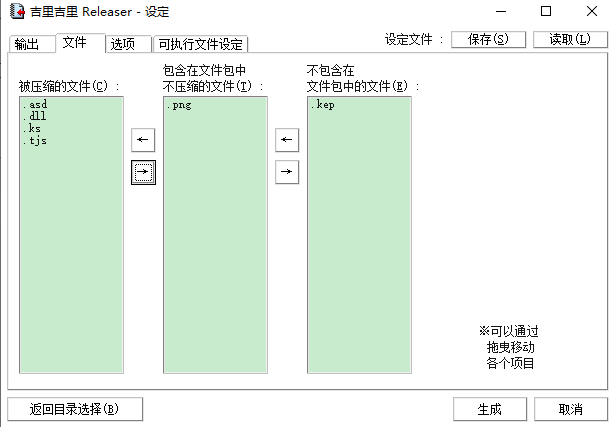 吉里吉里 Releaser - 设定
输出
文件
选项
可执行文件设定
设定文件 :
保存(S)
读取(L)
被压缩的文件(C) :
包含在文件包中
不压缩的文件(I) :
不包含在
文件包中的文件(E) :
.asd
.dll
.ks
.tjs
.png
.kep
←
→
←
→
※可以通过
拖曳移动
各个项目
返回目录选择(B)
生成
取消